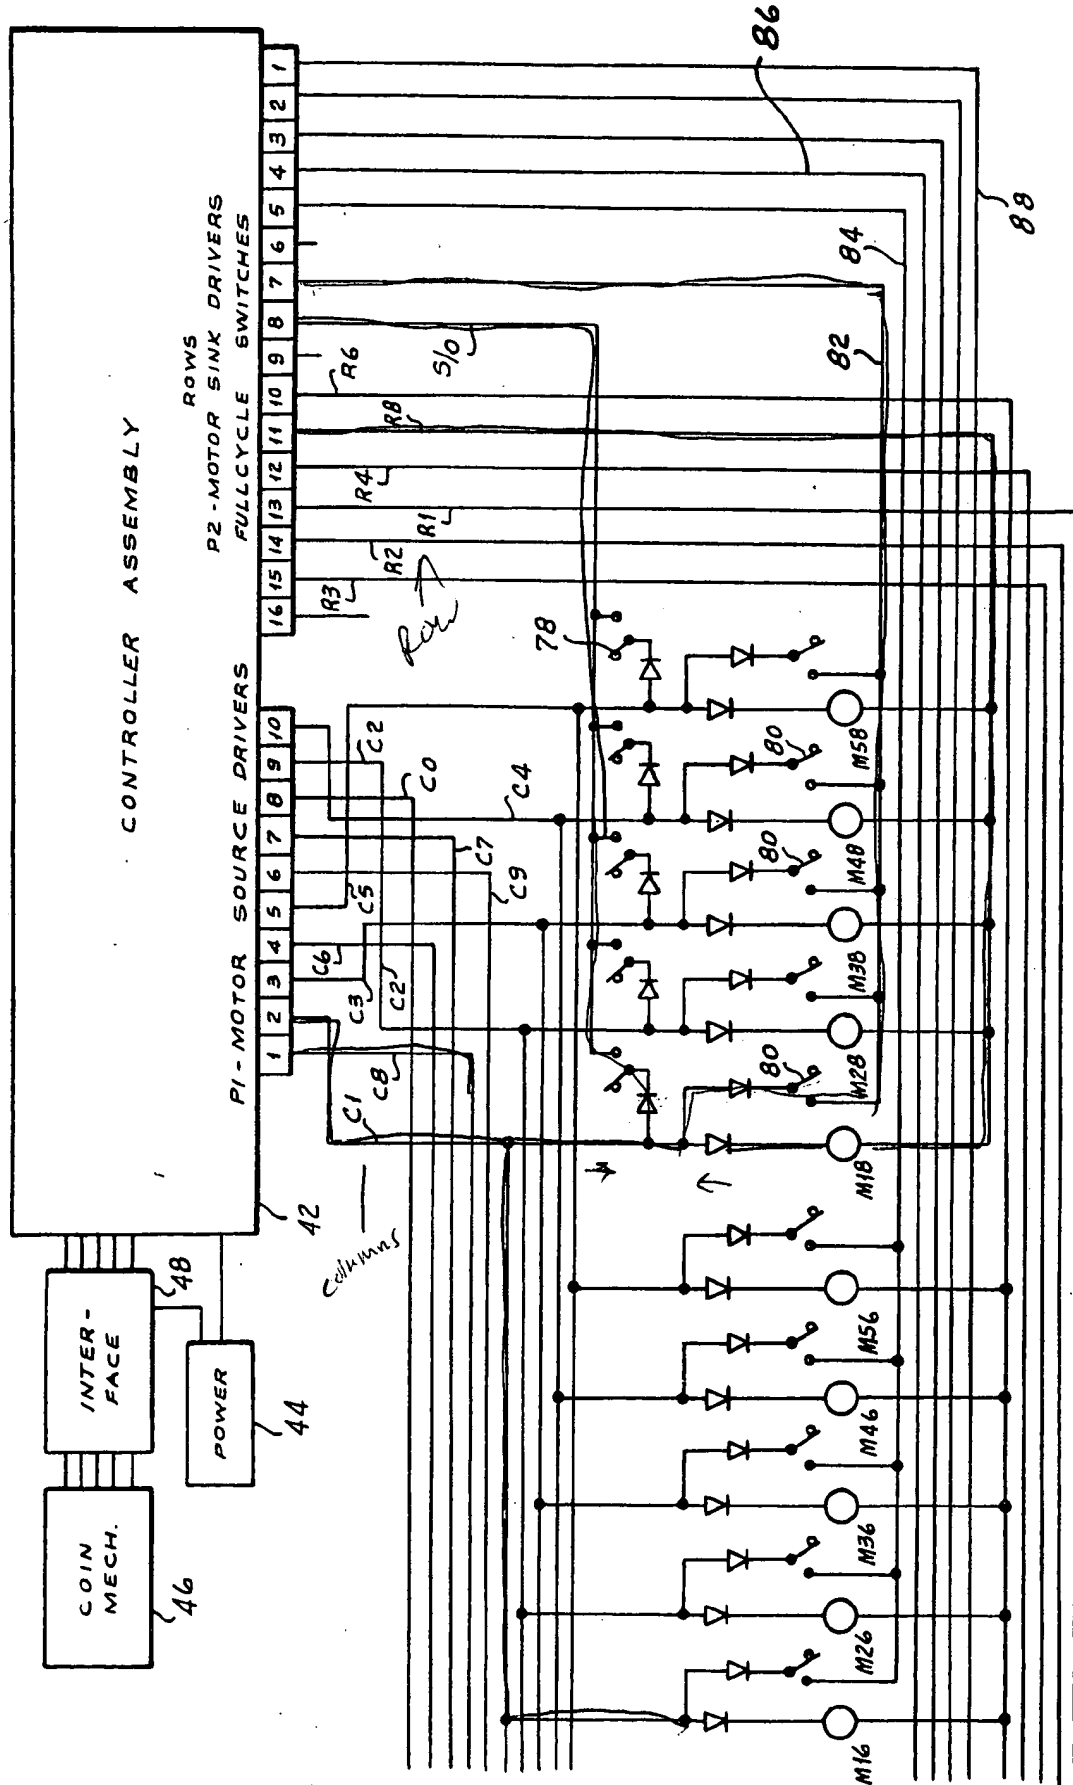 CONTROLLER ASSEMBLY
ROWS
P2-MOTOR SINK DRIVERS
FULLCYCLE SWITCHES
P1-MOTOR SOURCE DRIVERS
1 2 3 4 5 6 7 8 9 10
16 15 14 13 12 11 10 9 8 7 6 5 4 3 2 1
42
INTER-
FACE
48
POWER
44
COIN
MECH.
46
C1
C8
C3
C6
C2
C5
C9
C7
C0
C2
C4
Columns
Row
R3
R2
R1
R4
R8
R6
S/O
78
80
80
80
82
84
86
88
M16
M26
M36
M46
M56
M18
M28
M38
M48
M58